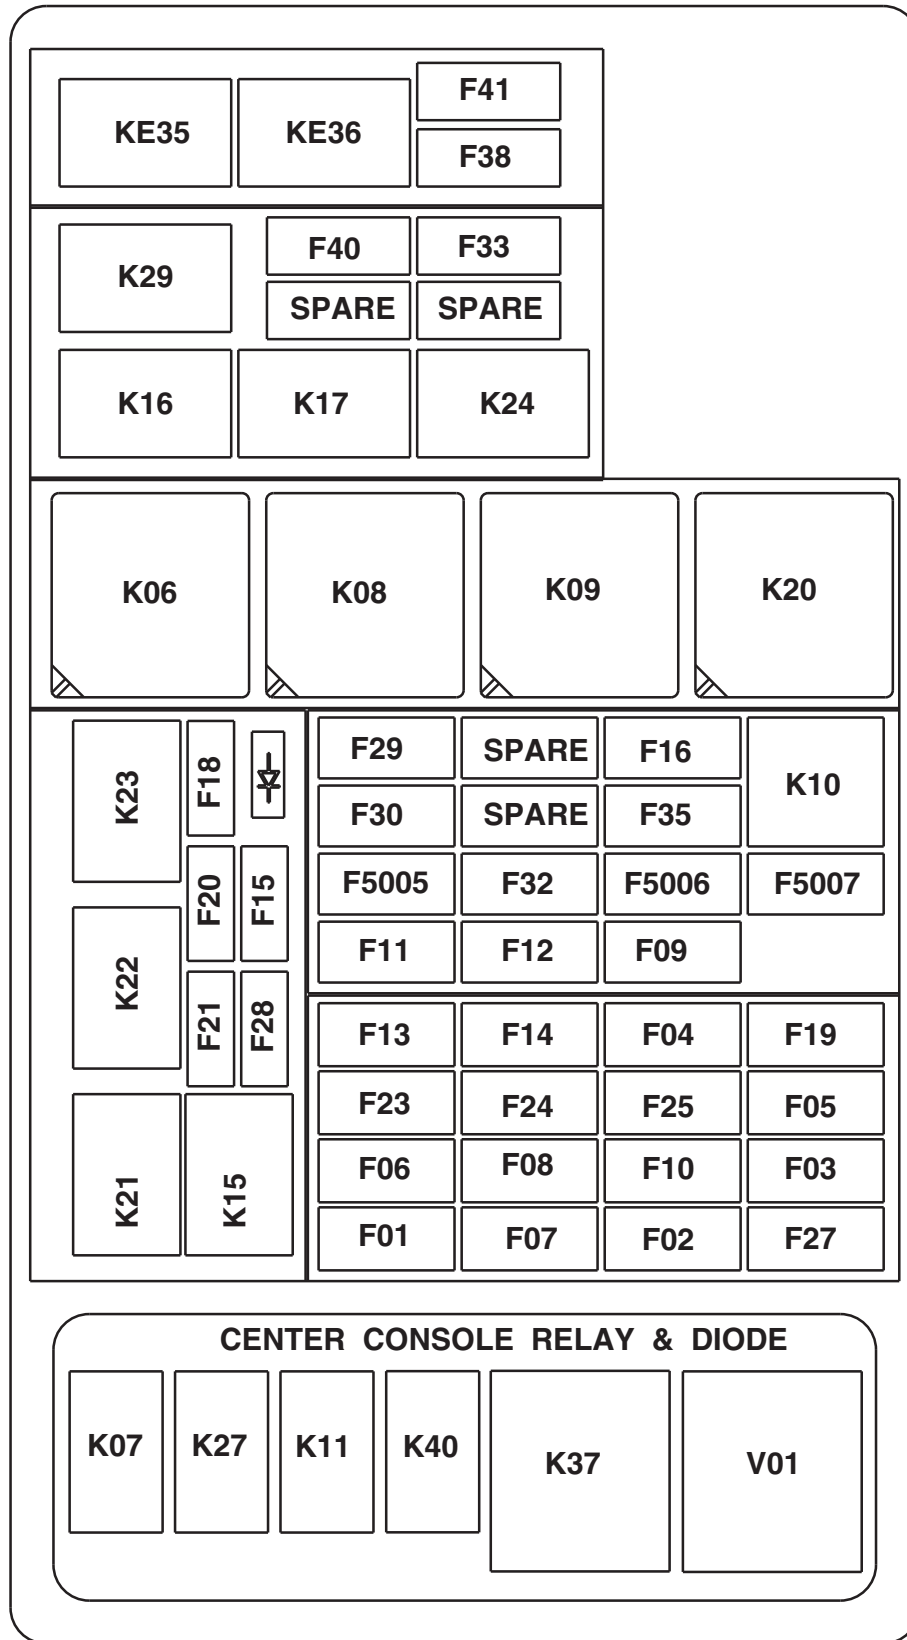 KE35 KE36 F41
F38
K29 F40 F33
SPARE SPARE
K16 K17 K24
K06 K08 K09 K20
K23 F18
F20 F15
K22
F21 F28
K21 K15
F29 SPARE F16 K10
F30 SPARE F35
F5005 F32 F5006 F5007
F11 F12 F09
F13 F14 F04 F19
F23 F24 F25 F05
F06 F08 F10 F03
F01 F07 F02 F27
CENTER CONSOLE RELAY & DIODE
K07 K27 K11 K40 K37 V01